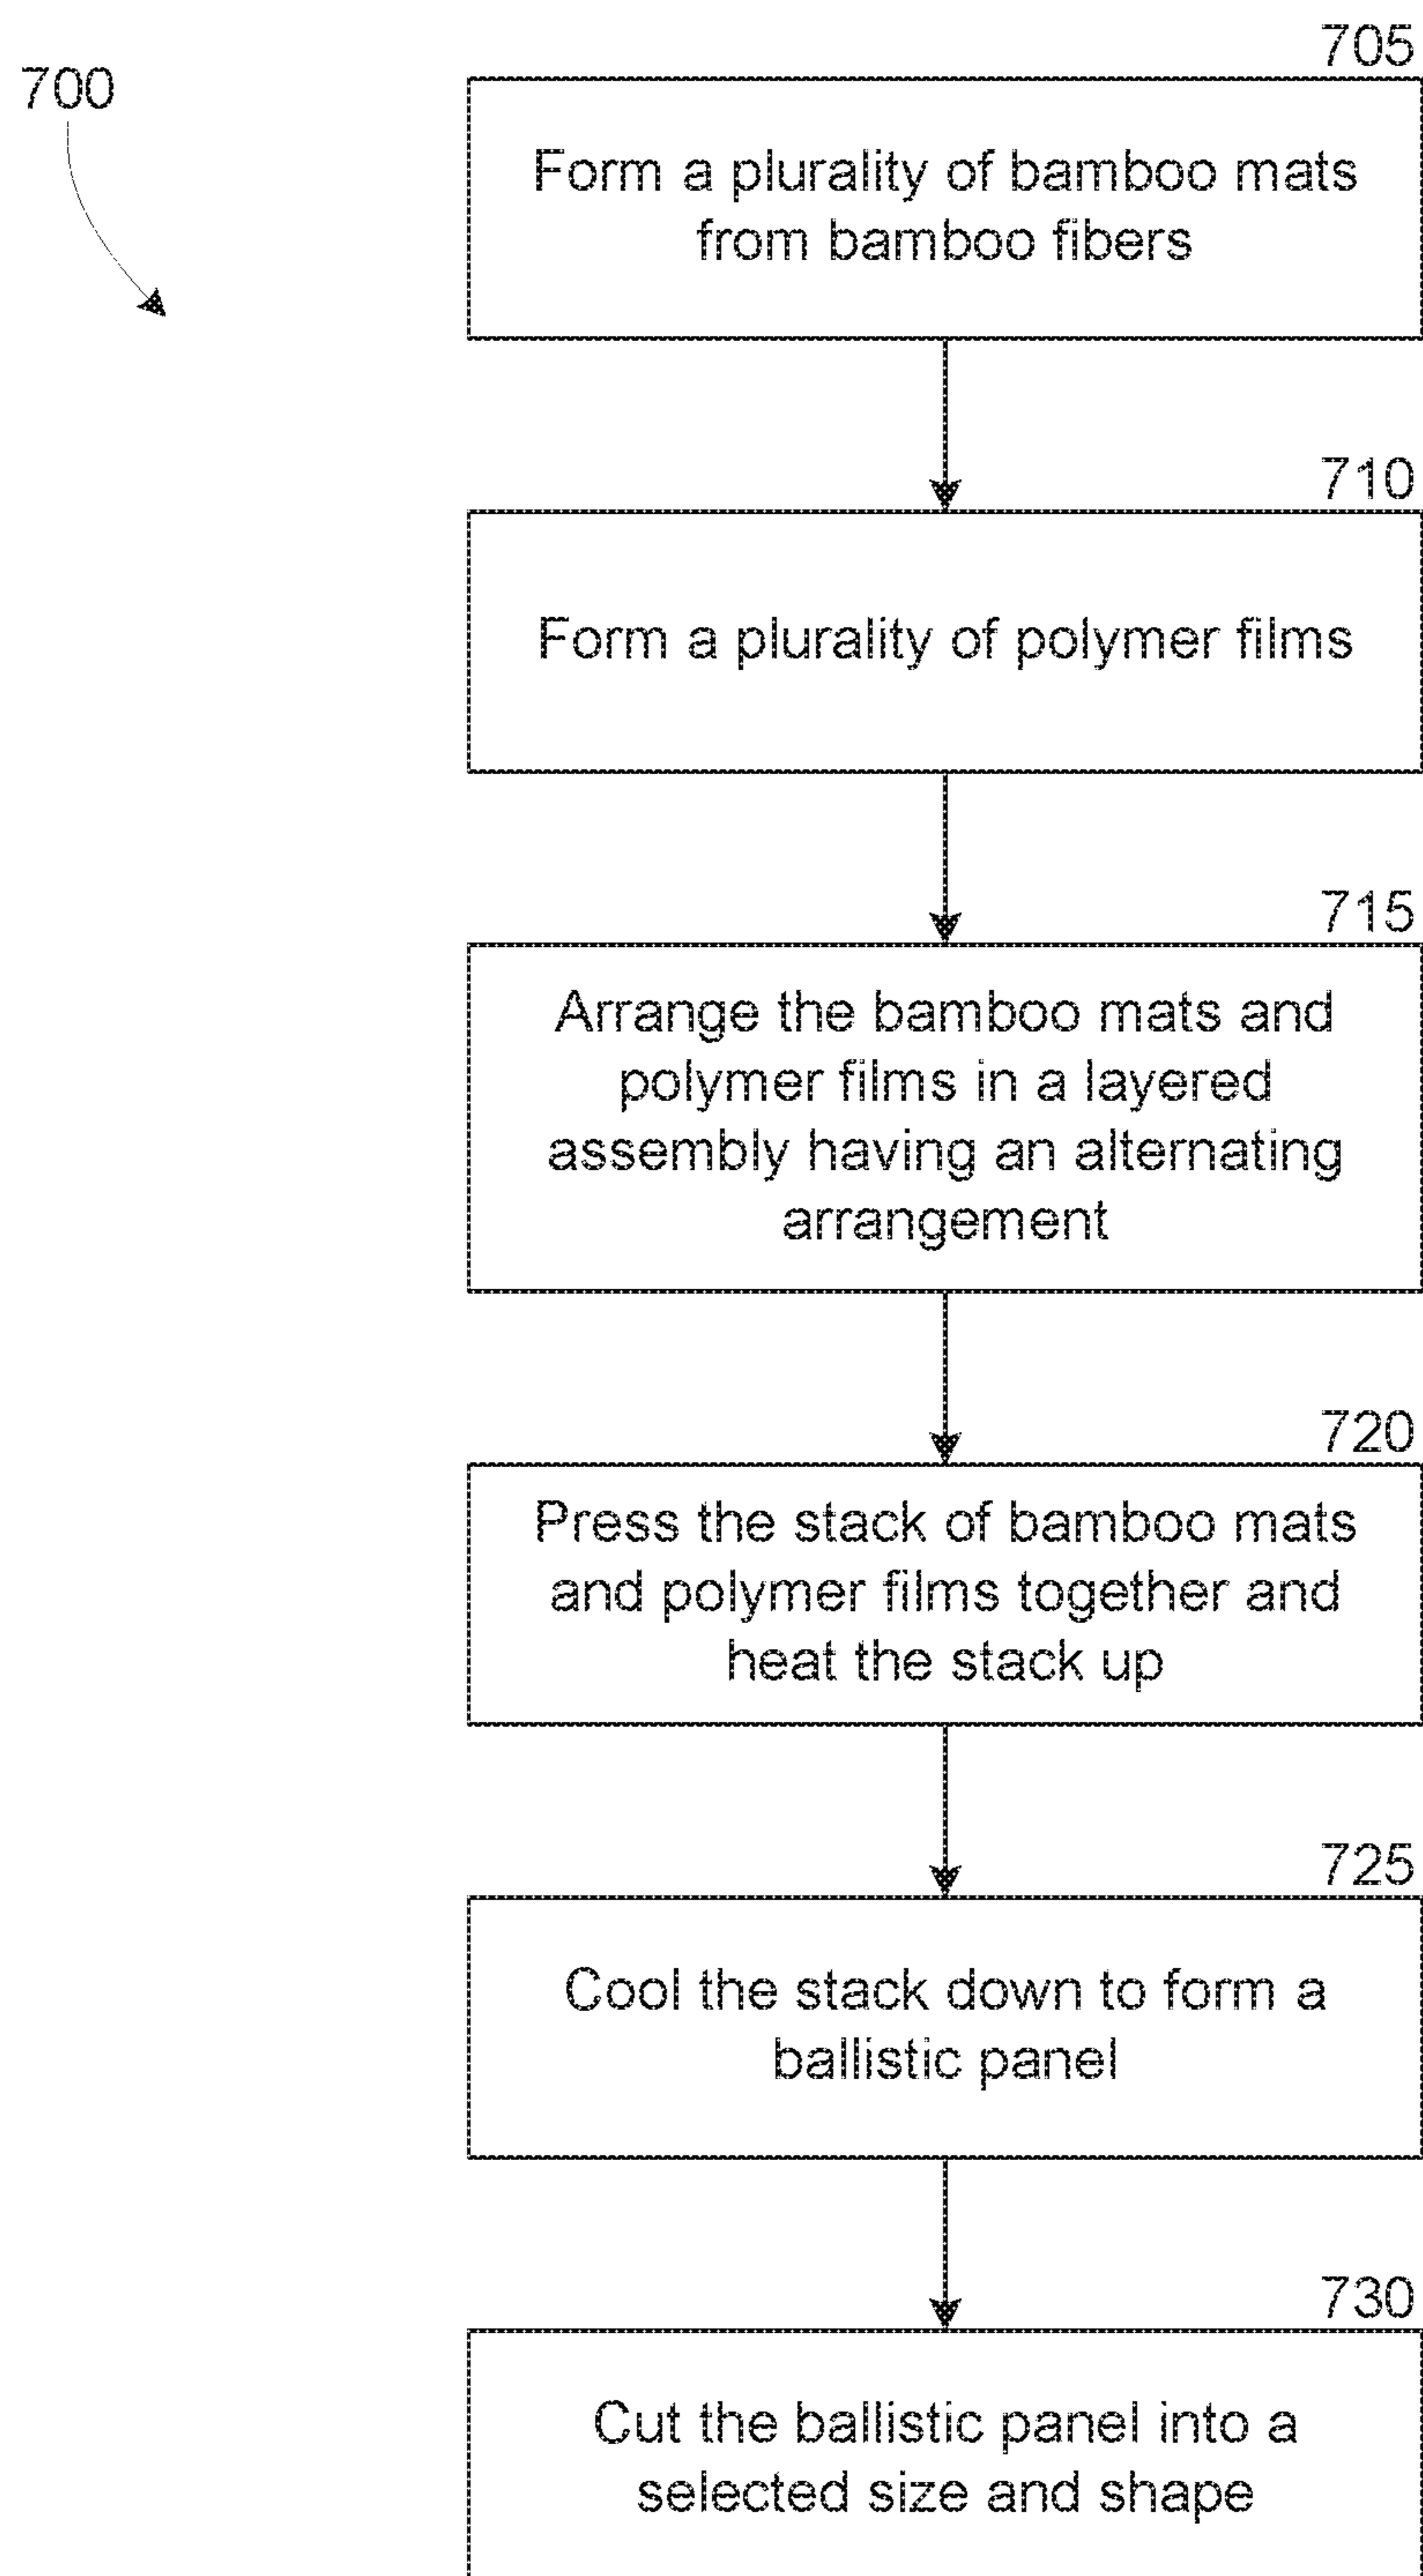 705
700
Form a plurality of bamboo mats
from bamboo fibers
710
Form a plurality of polymer films
715
Arrange the bamboo mats and
polymer films in a layered
assembly having an alternating
arrangement
720
Press the stack of bamboo mats
and polymer films together and
heat the stack up
725
Cool the stack down to form a
ballistic panel
730
Cut the ballistic panel into a
selected size and shape